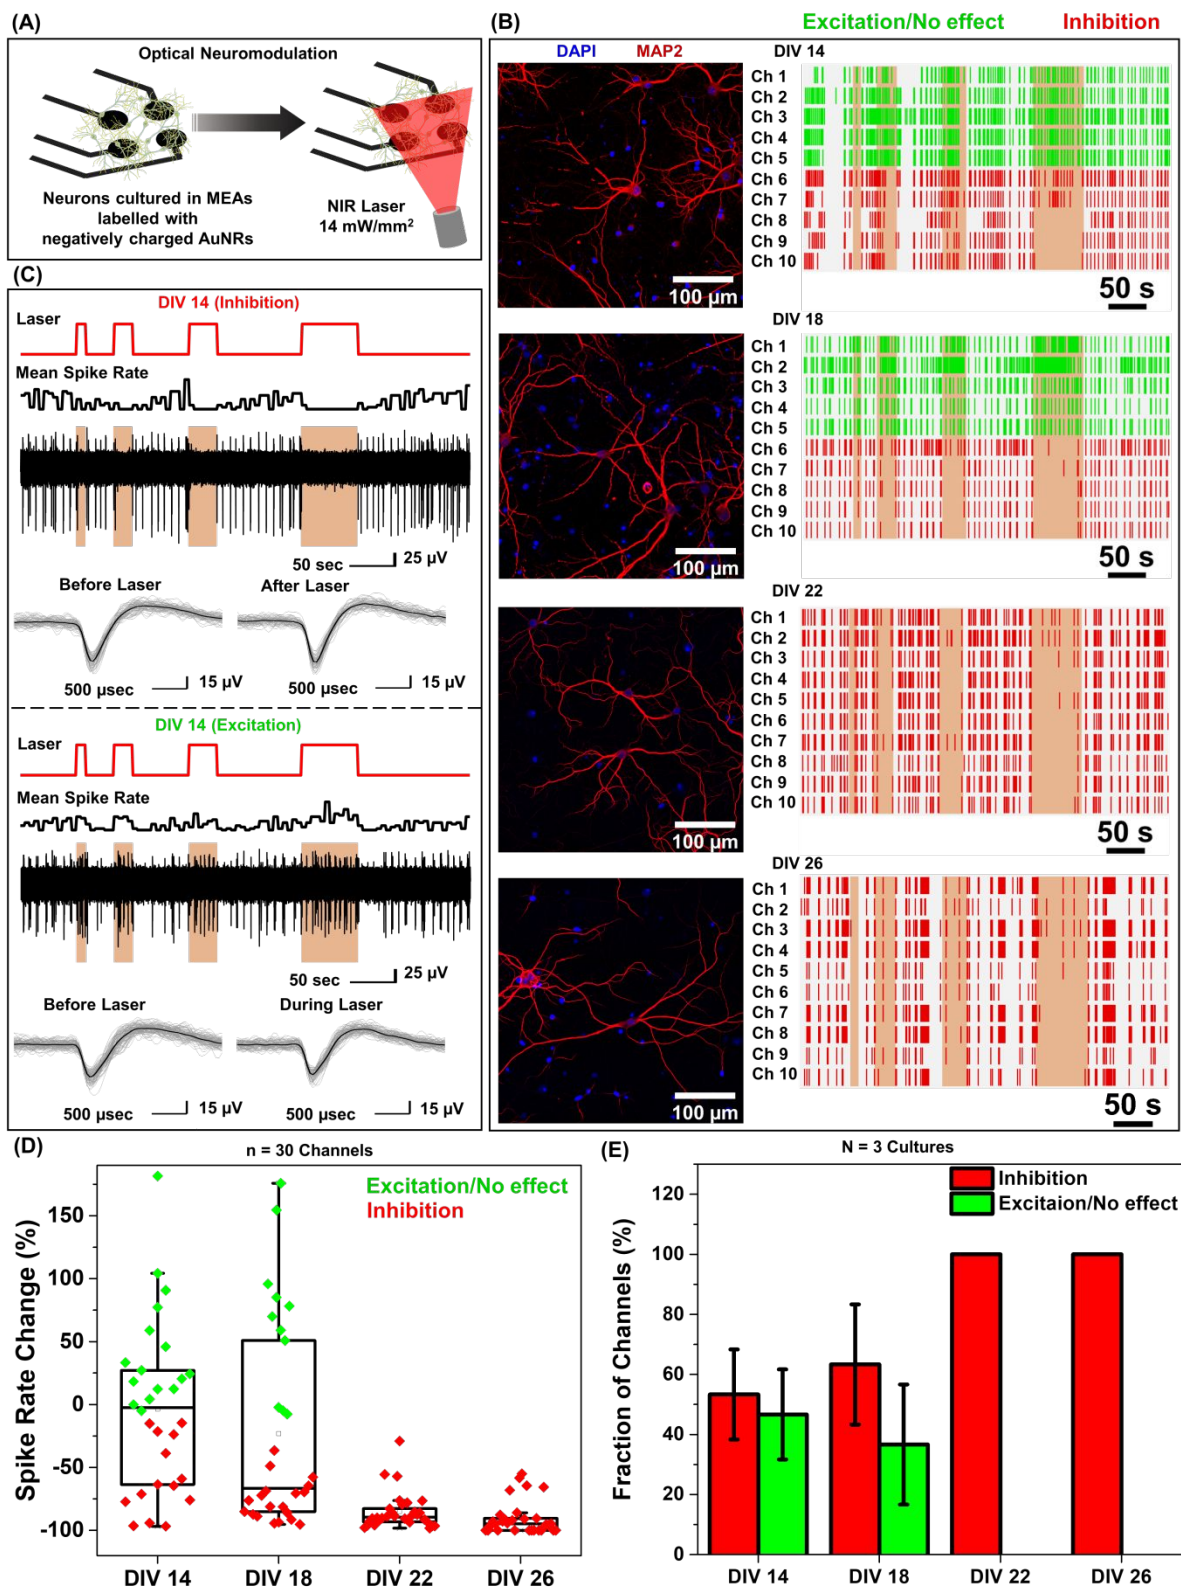 (A)
Optical Neuromodulation
Neurons cultured in MEAs
labelled with
negatively charged AuNRs
NIR Laser
14 mW/mm²
(B)
Excitation/No effect
Inhibition
DAPI
MAP2
DIV 14
Ch 1
Ch 2
Ch 3
Ch 4
Ch 5
Ch 6
Ch 7
Ch 8
Ch 9
Ch 10
100 µm
50 s
DIV 18
Ch 1
Ch 2
Ch 3
Ch 4
Ch 5
Ch 6
Ch 7
Ch 8
Ch 9
Ch 10
100 µm
50 s
DIV 22
Ch 1
Ch 2
Ch 3
Ch 4
Ch 5
Ch 6
Ch 7
Ch 8
Ch 9
Ch 10
100 µm
50 s
DIV 26
Ch 1
Ch 2
Ch 3
Ch 4
Ch 5
Ch 6
Ch 7
Ch 8
Ch 9
Ch 10
100 µm
50 s
(C)
DIV 14 (Inhibition)
Laser
Mean Spike Rate
50 sec
25 µV
Before Laser
After Laser
500 µsec
15 µV
500 µsec
15 µV
DIV 14 (Excitation)
Laser
Mean Spike Rate
50 sec
25 µV
Before Laser
During Laser
500 µsec
15 µV
500 µsec
15 µV
(D)
n = 30 Channels
Excitation/No effect
Inhibition
Spike Rate Change (%)
150
100
50
0
-50
-100
DIV 14
DIV 18
DIV 22
DIV 26
(E)
N = 3 Cultures
Inhibition
Excitaion/No effect
Fraction of Channels (%)
120
100
80
60
40
20
0
DIV 14
DIV 18
DIV 22
DIV 26